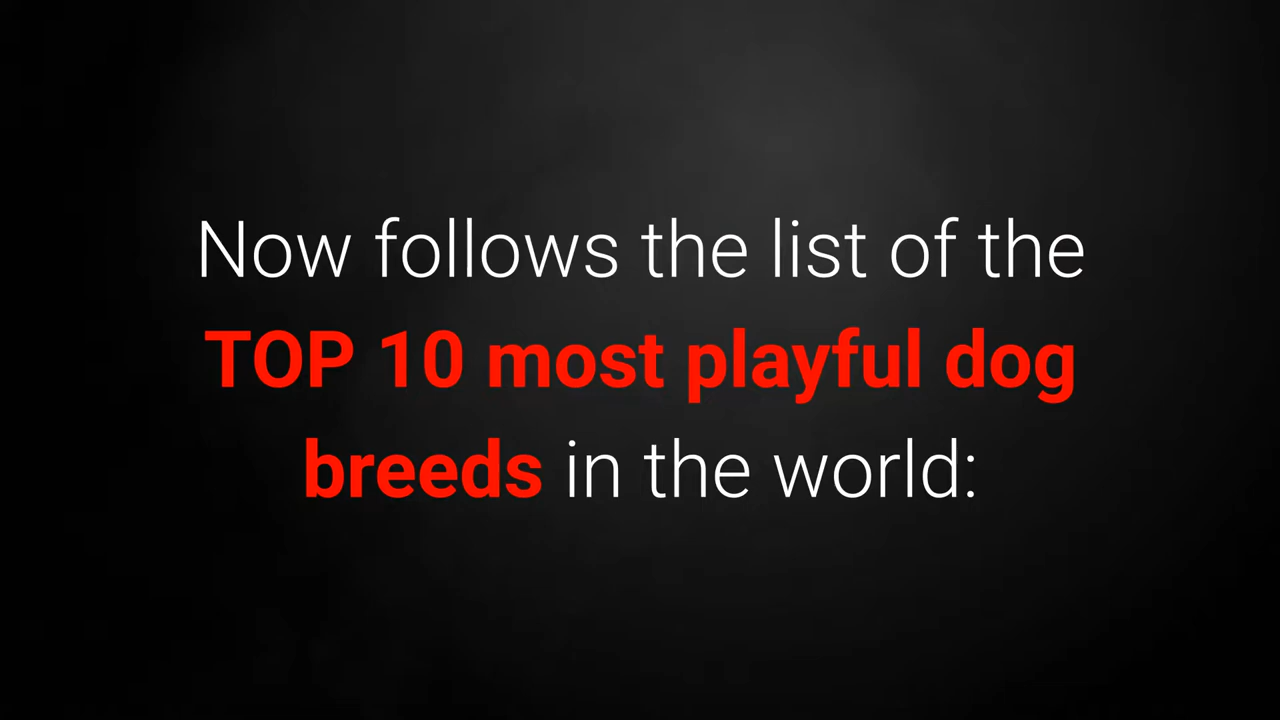 Now follows the list of the
TOP 10 most playful dog
breeds in the world: